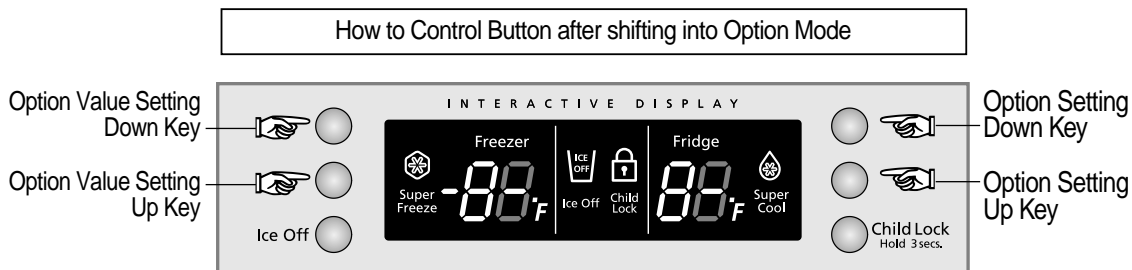 How to Control Button after shifting into Option Mode
INTERACTIVE DISPLAY
Option Value Setting
Down Key
Option Value Setting
Up Key
Ice Off
Freezer
Super
Freeze
°F
ICE
OFF
Ice Off
Child
Lock
Fridge
°F
Super
Cool
Option Setting
Down Key
Option Setting
Up Key
Child Lock
Hold 3 secs.